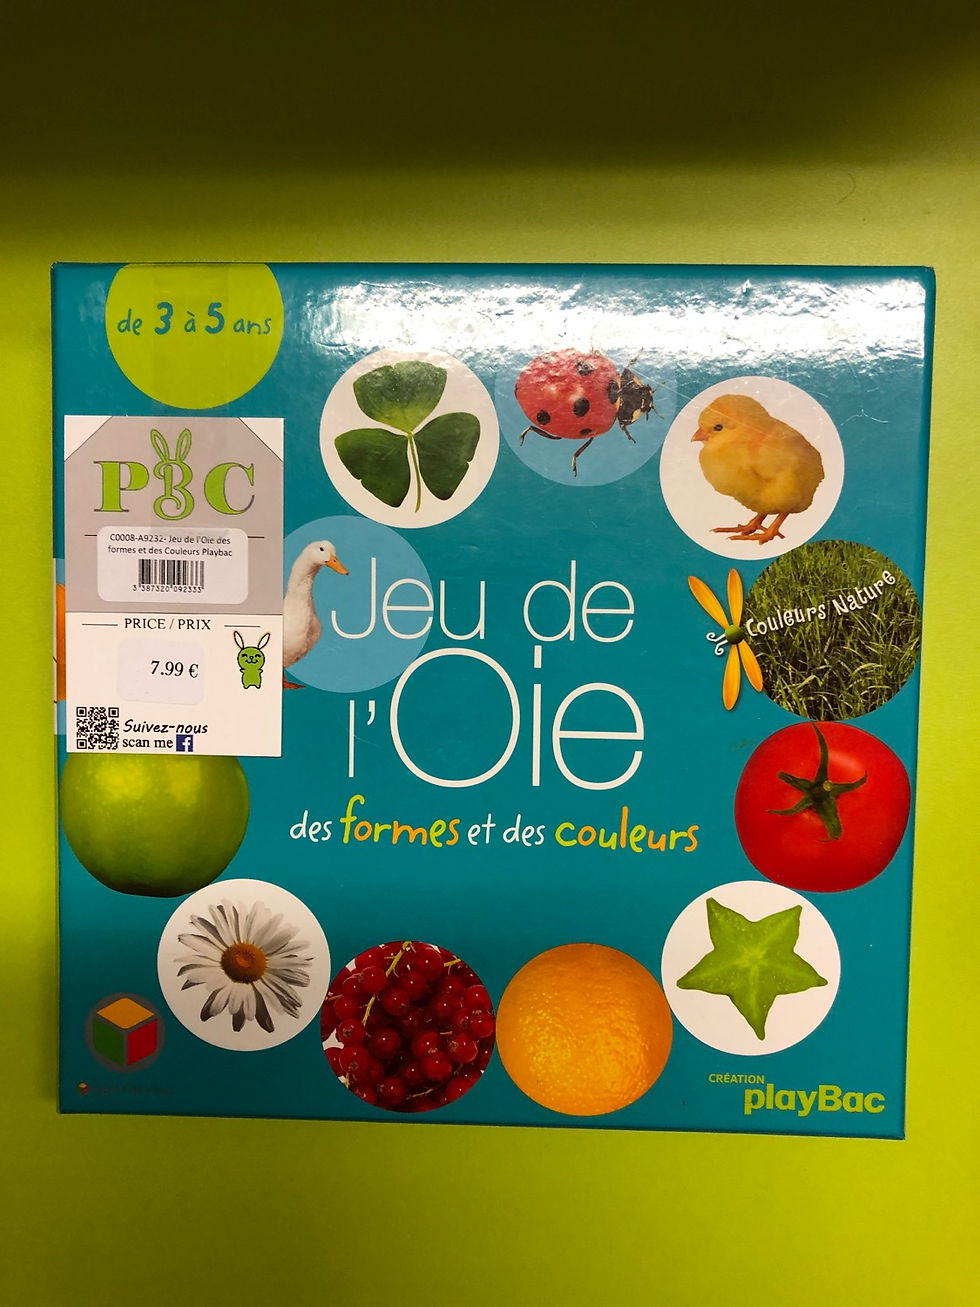 de 3 à 5 ans
PBC
C0008-A9232- Jeu de l'Oie des
formes et des Couleurs Playbac
3 387320 092333
PRICE / PRIX
7.99 €
Suivez-nous
scan me f
Jeu de
l'Oie
des formes et des couleurs
Couleurs Nature
CRÉATION
playBac